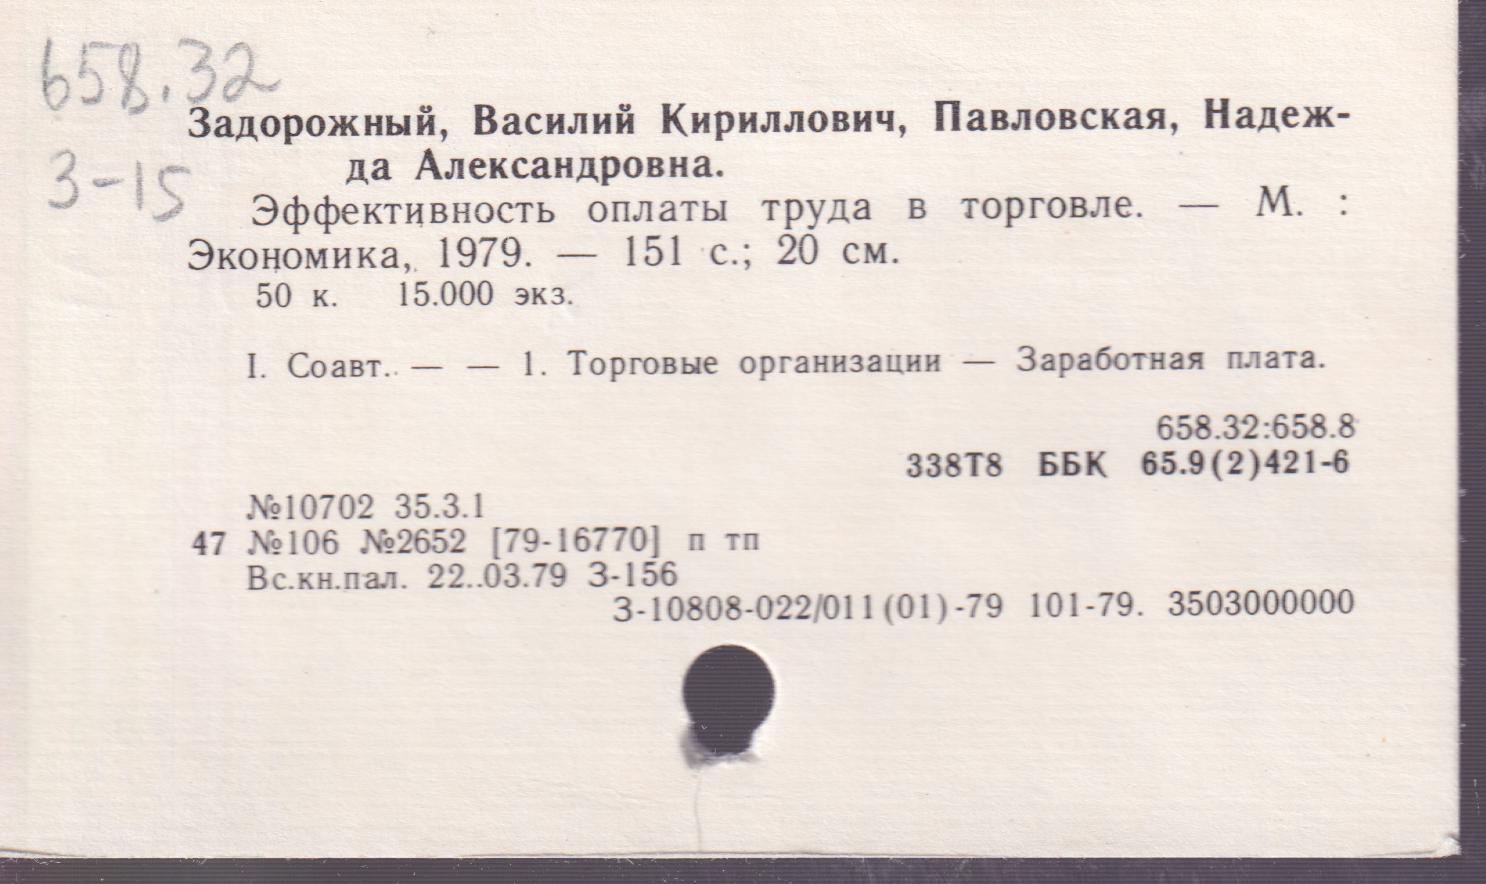 658.32
Задорожный, Василий Кириллович, Павловская, Надеж-
3-15
да Александровна.
Эффективность оплаты труда в торговле. — М. :
Экономика, 1979. — 151 с.; 20 см.
50 к. 15.000 экз.
I. Соавт.. — — 1. Торговые организации — Заработная плата.
658.32:658.8
338Т8 ББК 65.9(2)421-6
№10702 35.3.1
47 №106 №2652 [79-16770] п тп
Вс.кн.пал. 22..03.79 З-156
З-10808-022/011(01)-79 101-79. 3503000000